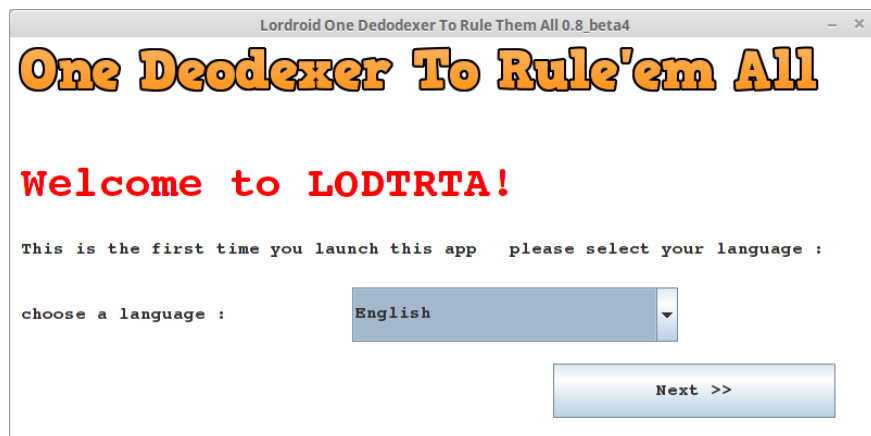 Lordroid One Dedodexer To Rule Them All 0.8_beta4
One Deodexer To Rule'em All
Welcome to LODTRTA!
This is the first time you launch this app   please select your language :
choose a language :
English
Next >>